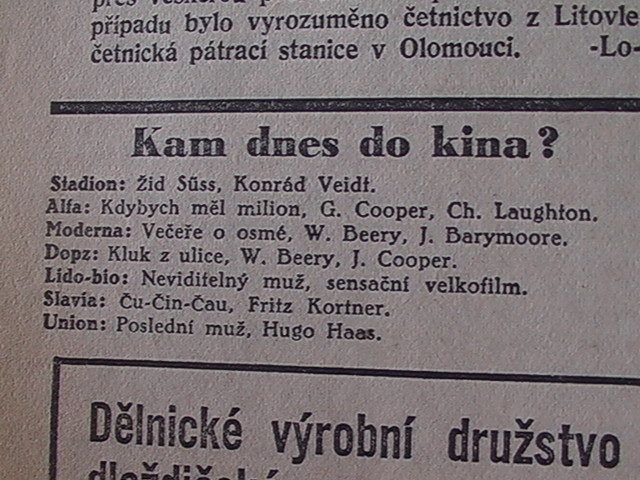 případu bylo vyrozuměno četnictvo z Litovle
četnická pátrací stanice v Olomouci. -Lo-
Kam dnes do kina?
Stadion: Žid Süss, Konrád Veidt.
Alfa: Kdybych měl milion, G. Cooper, Ch. Laughton.
Moderna: Večeře o osmé, W. Beery, J. Barymoore.
Dopz: Kluk z ulice, W. Beery, J. Cooper.
Lido-bio: Neviditelný muž, sensační velkofilm.
Slavia: Ču-Čin-Čau, Fritz Kortner.
Union: Poslední muž, Hugo Haas.
Dělnické výrobní družstvo